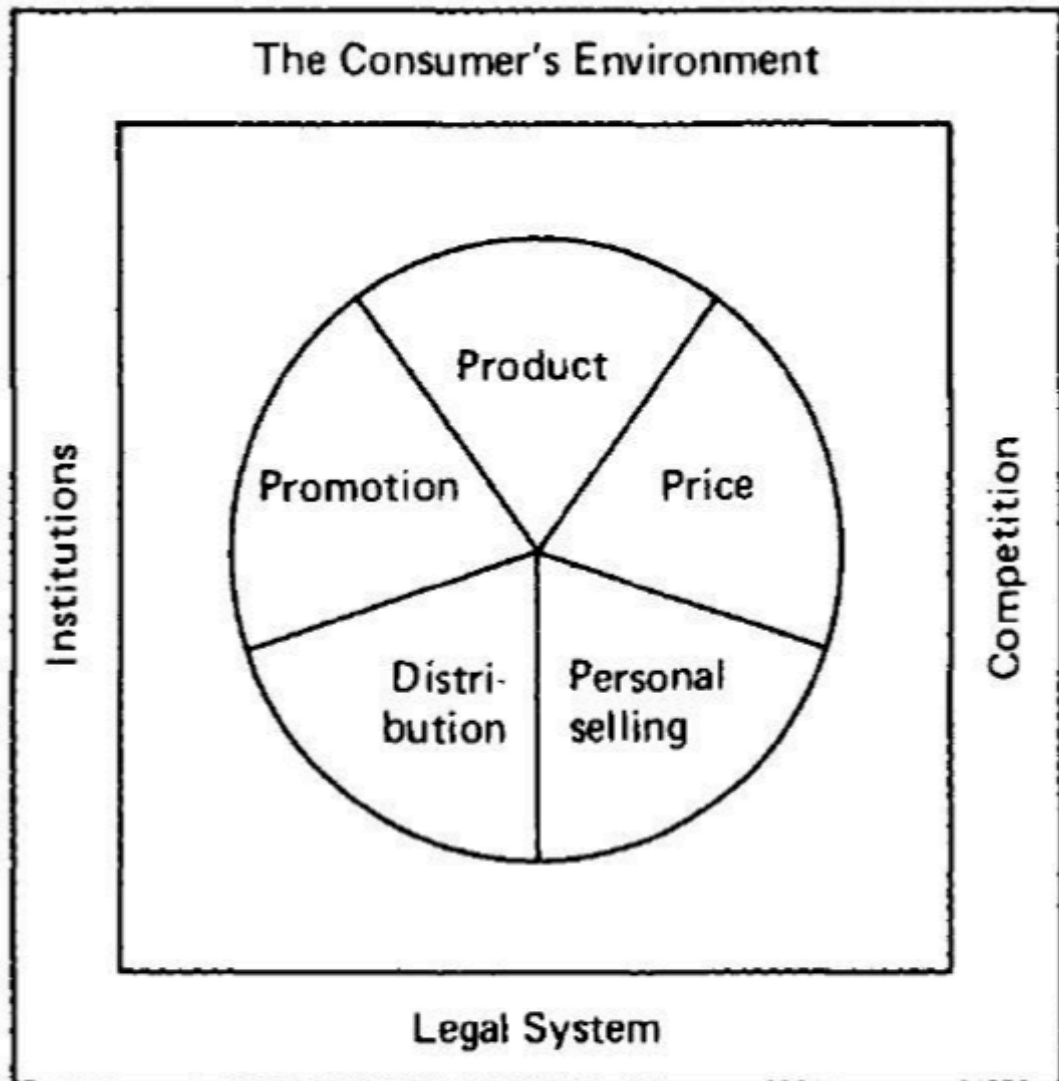 The Consumer's Environment
Product
Promotion
Price
Distri-
bution
Personal
selling
Institutions
Competition
Legal System